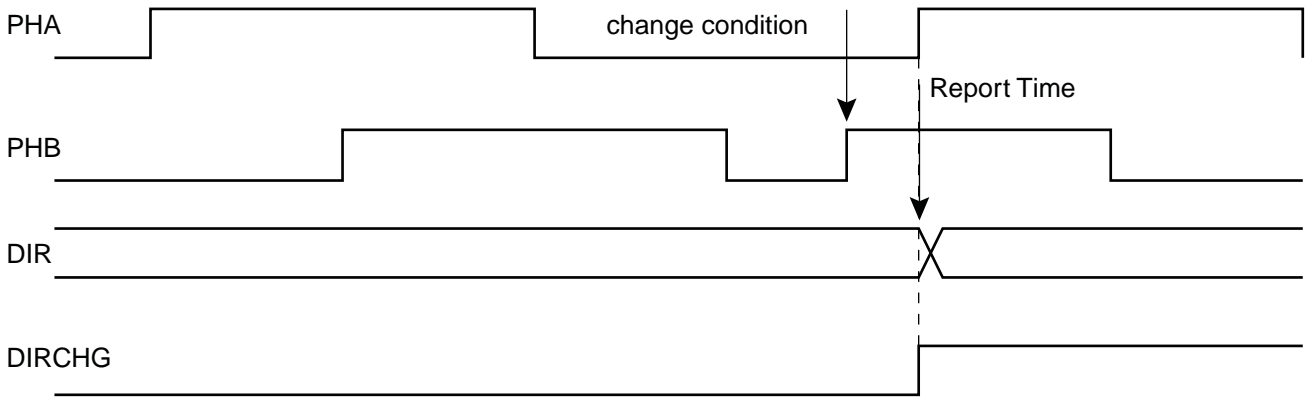 PHA
change condition
Report Time
PHB
DIR
DIRCHG